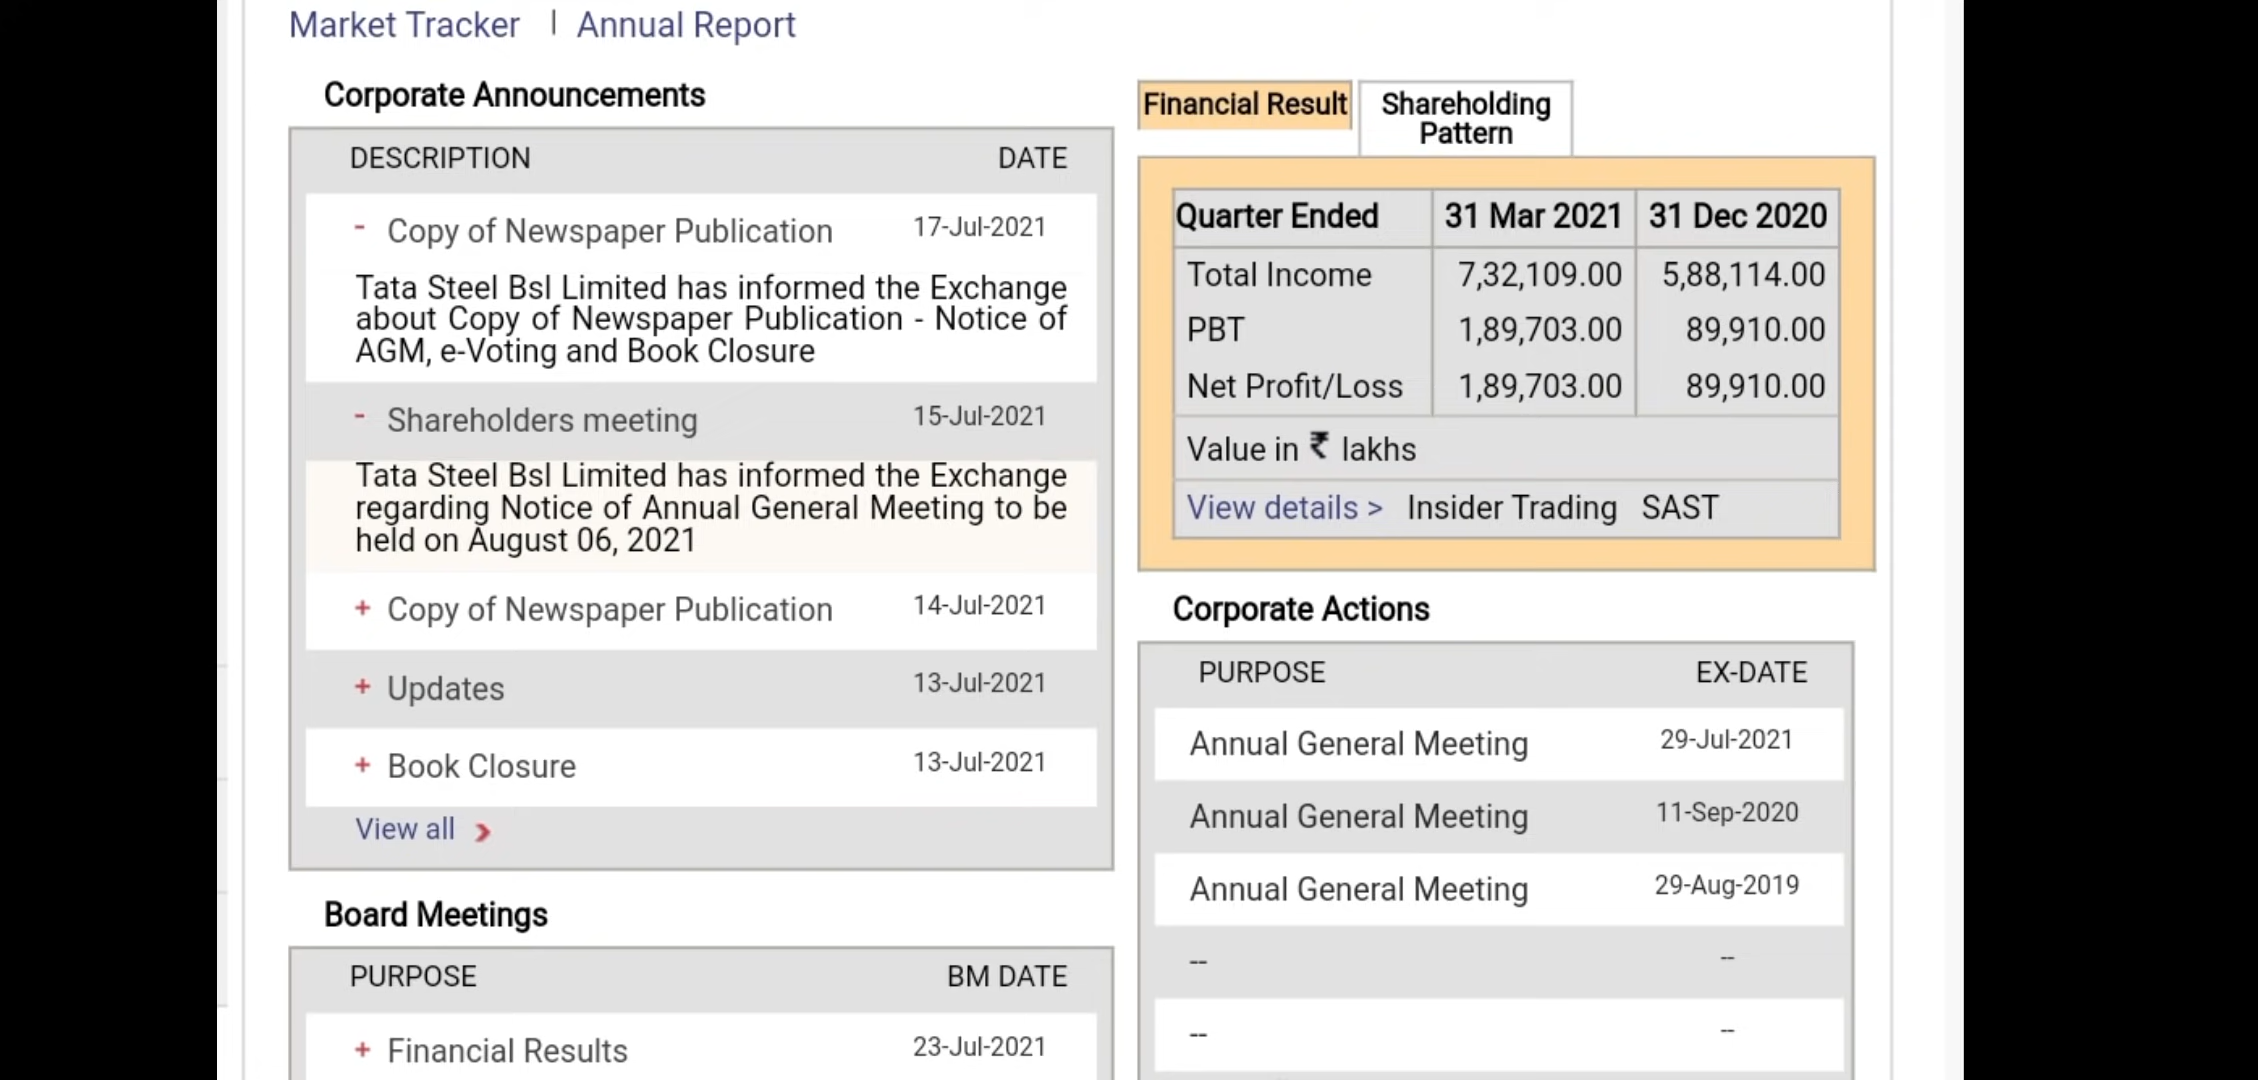 Market Tracker | Annual Report
Corporate Announcements
DESCRIPTION DATE
- Copy of Newspaper Publication 17-Jul-2021
Tata Steel Bsl Limited has informed the Exchange
about Copy of Newspaper Publication - Notice of
AGM, e-Voting and Book Closure
- Shareholders meeting 15-Jul-2021
Tata Steel Bsl Limited has informed the Exchange
regarding Notice of Annual General Meeting to be
held on August 06, 2021
+ Copy of Newspaper Publication 14-Jul-2021
+ Updates 13-Jul-2021
+ Book Closure 13-Jul-2021
View all
Board Meetings
PURPOSE BM DATE
+ Financial Results 23-Jul-2021
Financial Result
Shareholding
Pattern
Quarter Ended 31 Mar 2021 31 Dec 2020
Total Income 7,32,109.00 5,88,114.00
PBT 1,89,703.00 89,910.00
Net Profit/Loss 1,89,703.00 89,910.00
Value in ₹ lakhs
View details > Insider Trading SAST
Corporate Actions
PURPOSE EX-DATE
Annual General Meeting 29-Jul-2021
Annual General Meeting 11-Sep-2020
Annual General Meeting 29-Aug-2019
-- --
-- --